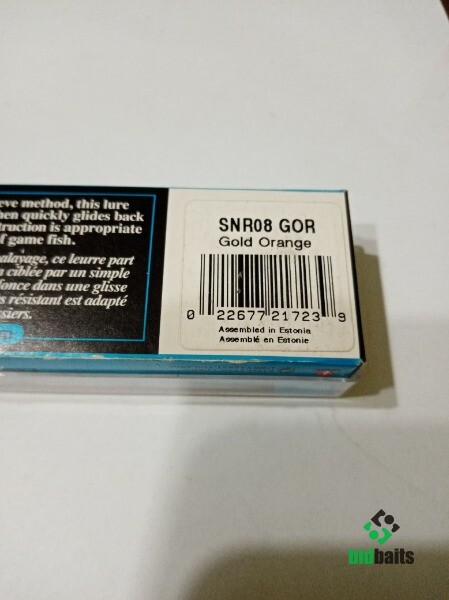 eve method, this lure
hen quickly glides back
truction is appropriate
f game fish.
alayage, ce leurre part
ciblée par un simple
fonce dans une glisse
s résistant est adapté
siers.
SNR08 GOR
Gold Orange
0 22677 21723 9
Assembled in Estonia
Assemblé en Estonie
bidbaits